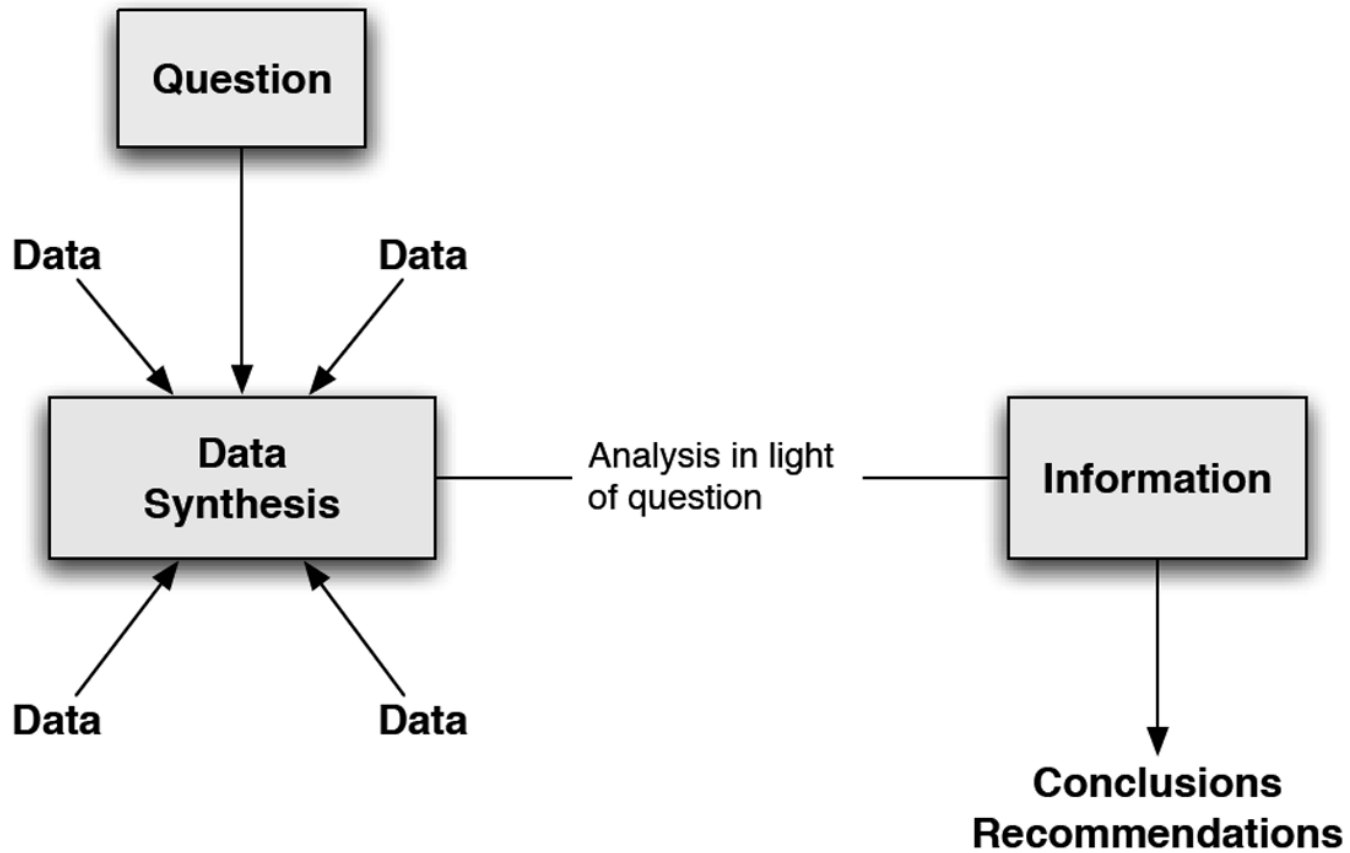 Question
Data
Data
Data
Synthesis
Analysis in light
of question
Information
Data
Data
Conclusions
Recommendations